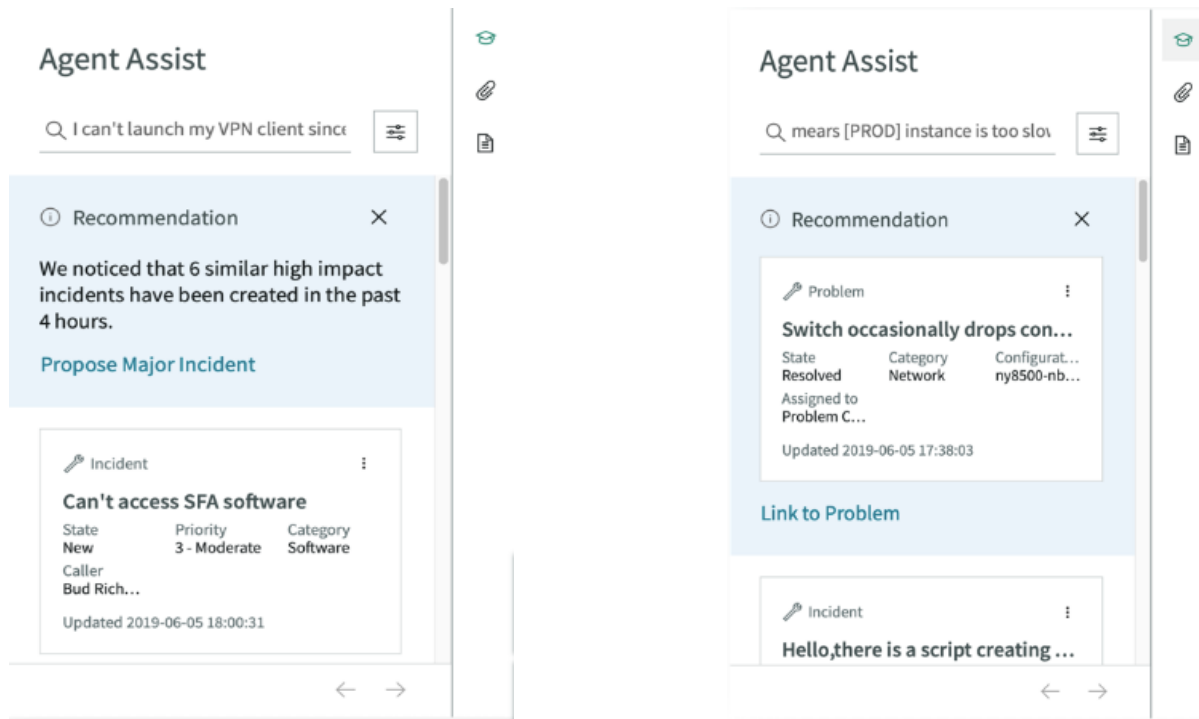 Agent Assist
I can't launch my VPN client since
Recommendation
We noticed that 6 similar high impact
incidents have been created in the past
4 hours.
Propose Major Incident
Incident
Can't access SFA software
State Priority Category
New 3 - Moderate Software
Caller
Bud Rich...
Updated 2019-06-05 18:00:31
Agent Assist
mears [PROD] instance is too slov
Recommendation
Problem
Switch occasionally drops con...
State Category Configurat...
Resolved Network ny8500-nb...
Assigned to
Problem C...
Updated 2019-06-05 17:38:03
Link to Problem
Incident
Hello,there is a script creating ...